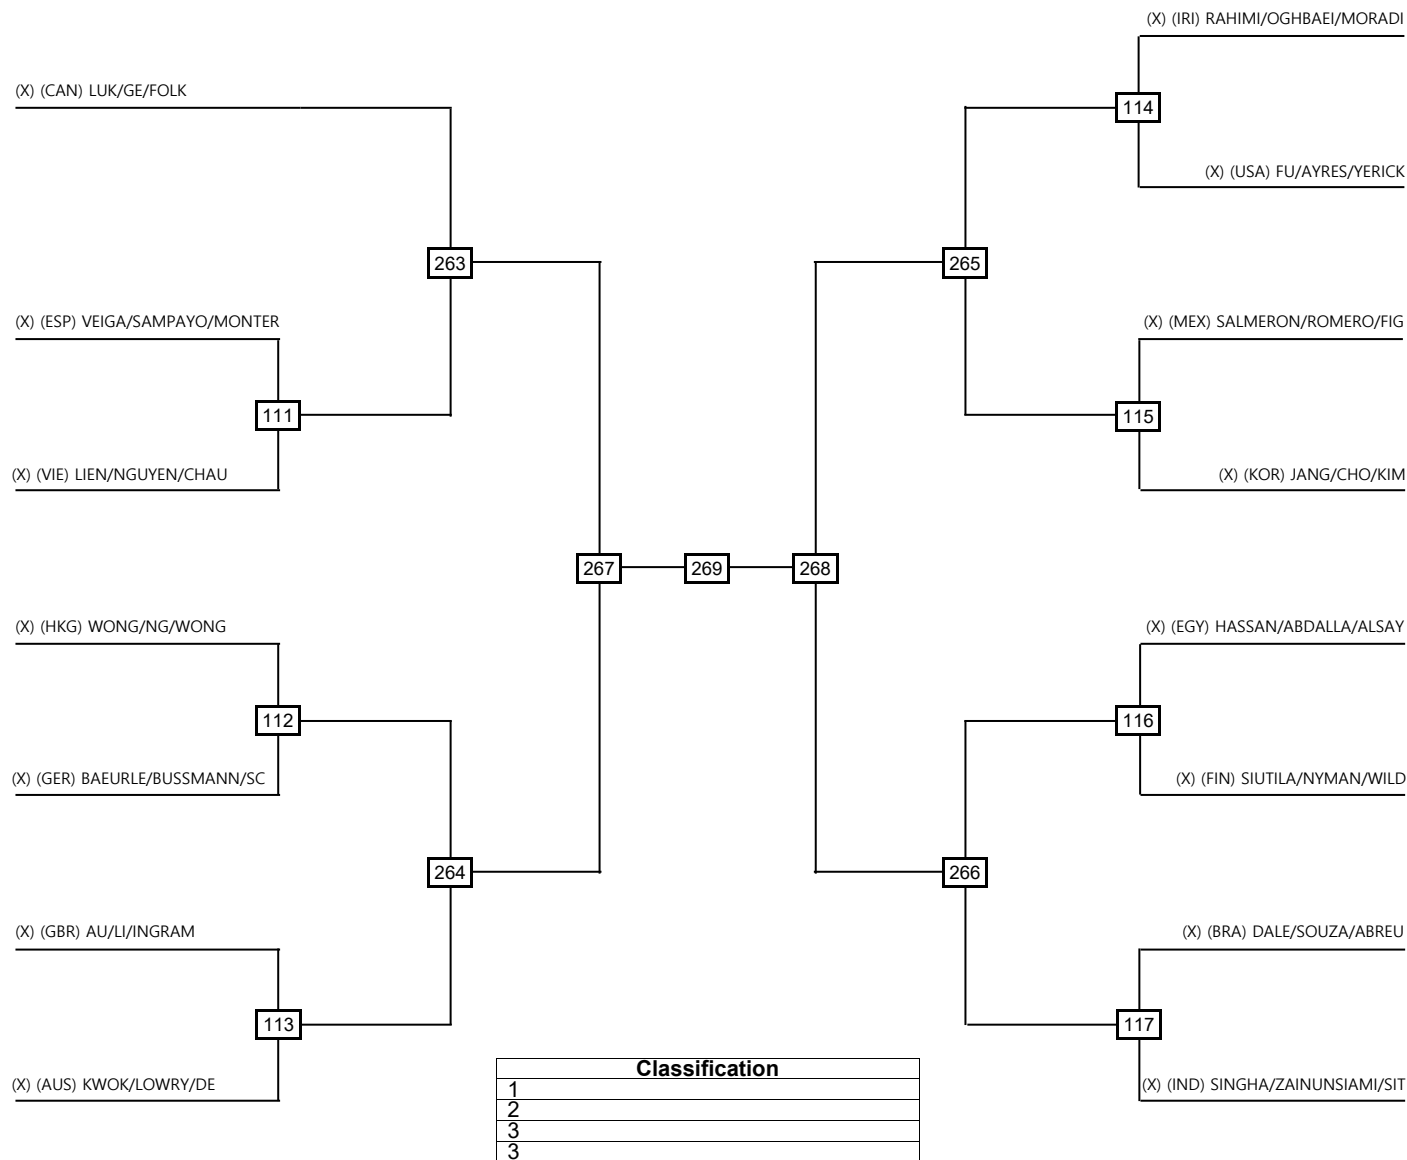 (X) (IRI) RAHIMI/OGHBAEI/MORADI
(X) (CAN) LUK/GE/FOLK
114
(X) (USA) FU/AYRES/YERICK
263
265
(X) (ESP) VEIGA/SAMPAYO/MONTER
(X) (MEX) SALMERON/ROMERO/FIG
111
115
(X) (VIE) LIEN/NGUYEN/CHAU
(X) (KOR) JANG/CHO/KIM
267
269
268
(X) (HKG) WONG/NG/WONG
(X) (EGY) HASSAN/ABDALLA/ALSAY
112
116
(X) (GER) BAEURLE/BUSSMANN/SC
(X) (FIN) SIUTILA/NYMAN/WILD
264
266
(X) (GBR) AU/LI/INGRAM
(X) (BRA) DALE/SOUZA/ABREU
113
117
(X) (AUS) KWOK/LOWRY/DE
(X) (IND) SINGHA/ZAINUNSIAMI/SIT
Classification
1
2
3
3